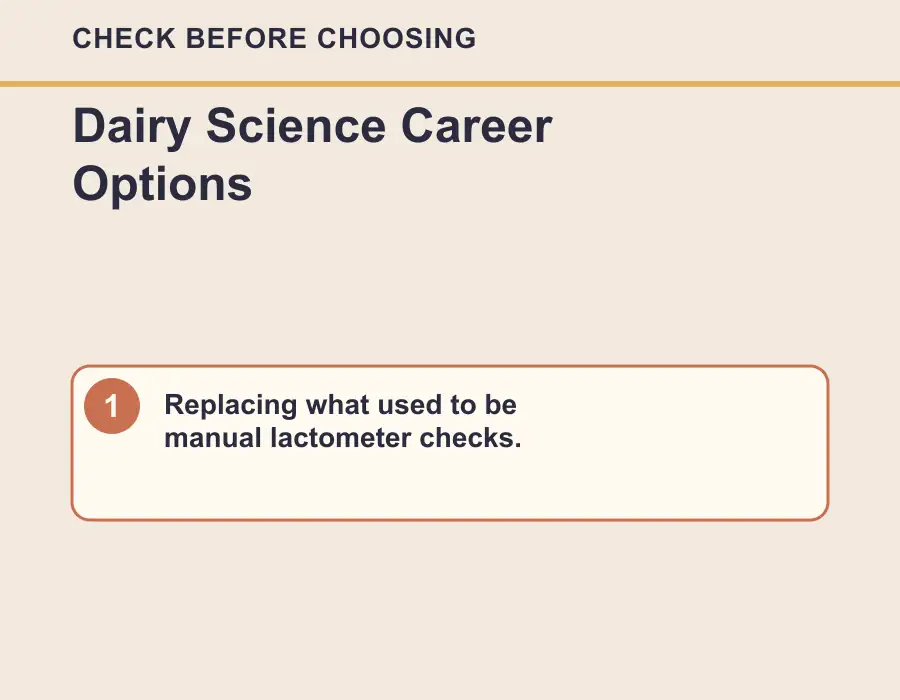 CHECK BEFORE CHOOSING
Dairy Science Career
Options
1
Replacing what used to be
manual lactometer checks.